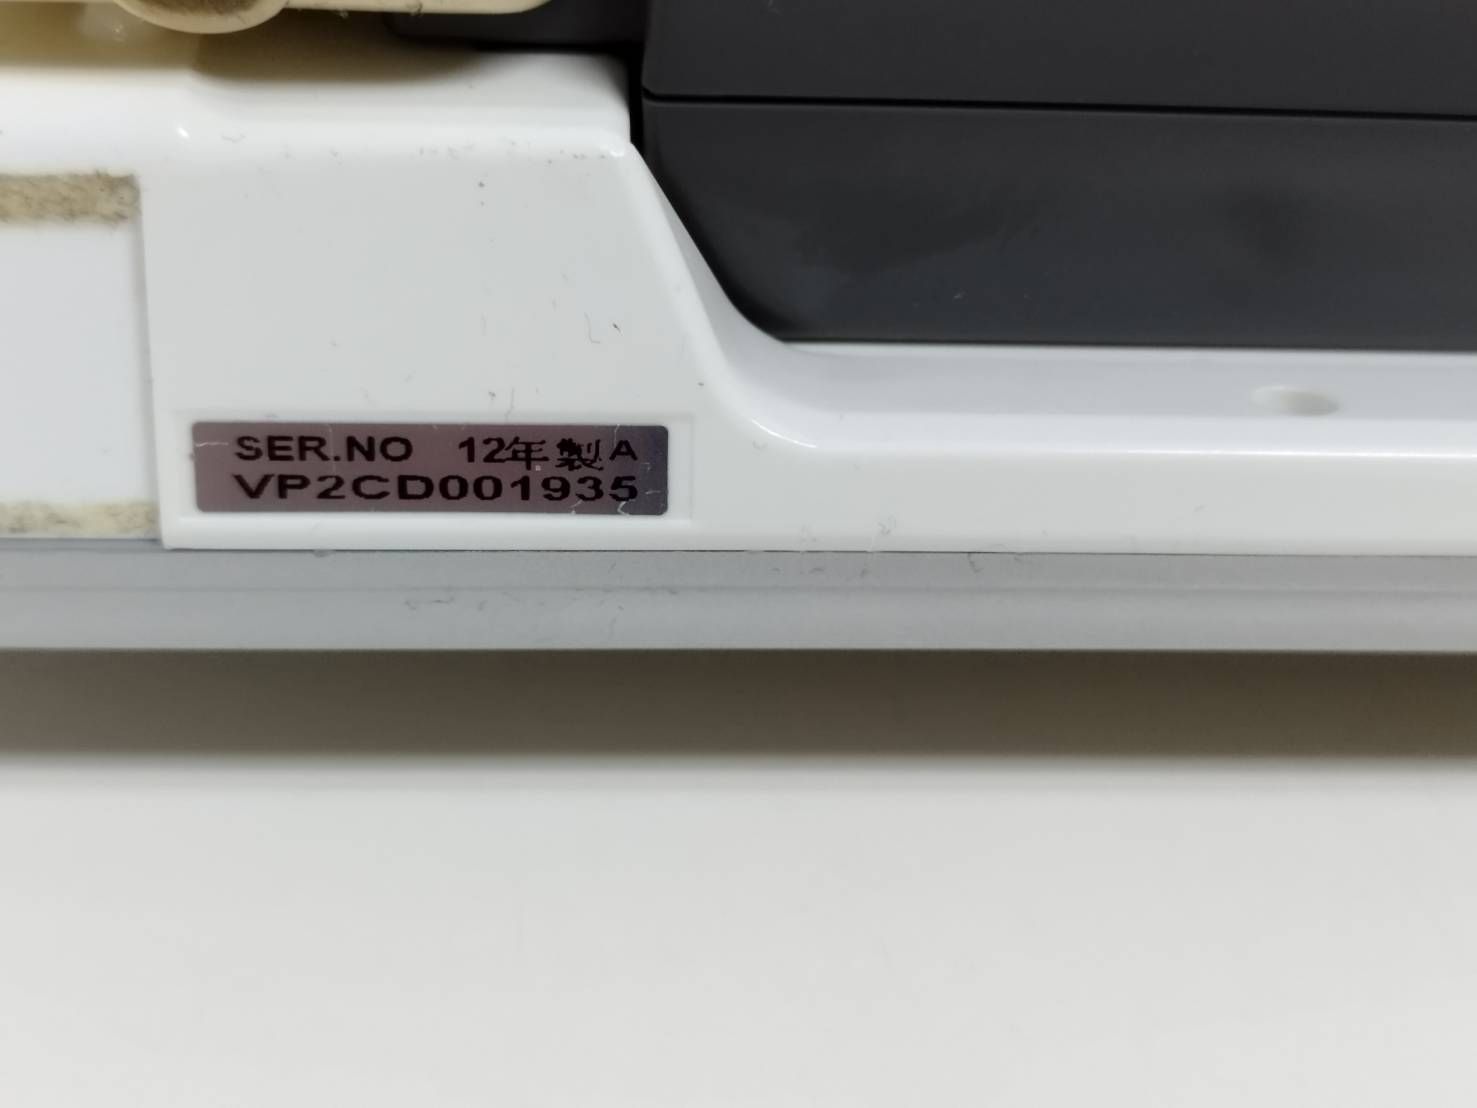 SER.NO 12年製A
VP2CD001935